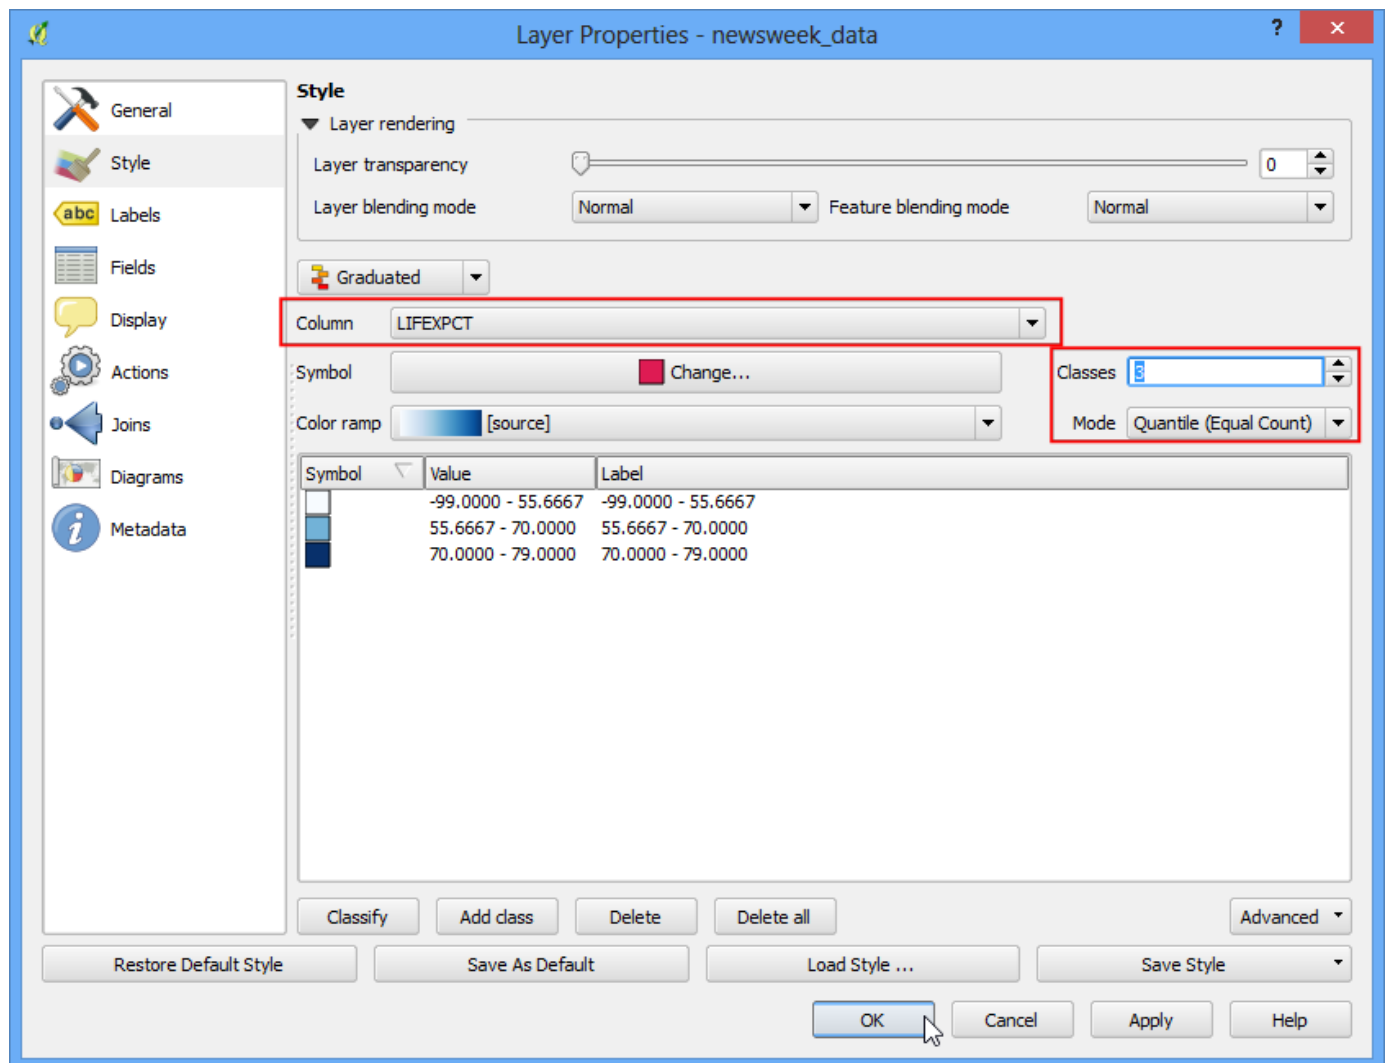 Layer Properties - newsweek_data
?
General
Style
Labels
abc
Fields
Display
Actions
Joins
Diagrams
Metadata
Style
Layer rendering
Layer transparency 0
Layer blending mode Normal Feature blending mode Normal
Graduated
Column LIFEXPCT
Symbol Change... Classes 3
Color ramp [source] Mode Quantile (Equal Count)
Symbol Value Label
-99.0000 - 55.6667 -99.0000 - 55.6667
55.6667 - 70.0000 55.6667 - 70.0000
70.0000 - 79.0000 70.0000 - 79.0000
Classify Add class Delete Delete all Advanced
Restore Default Style Save As Default Load Style ... Save Style
OK Cancel Apply Help